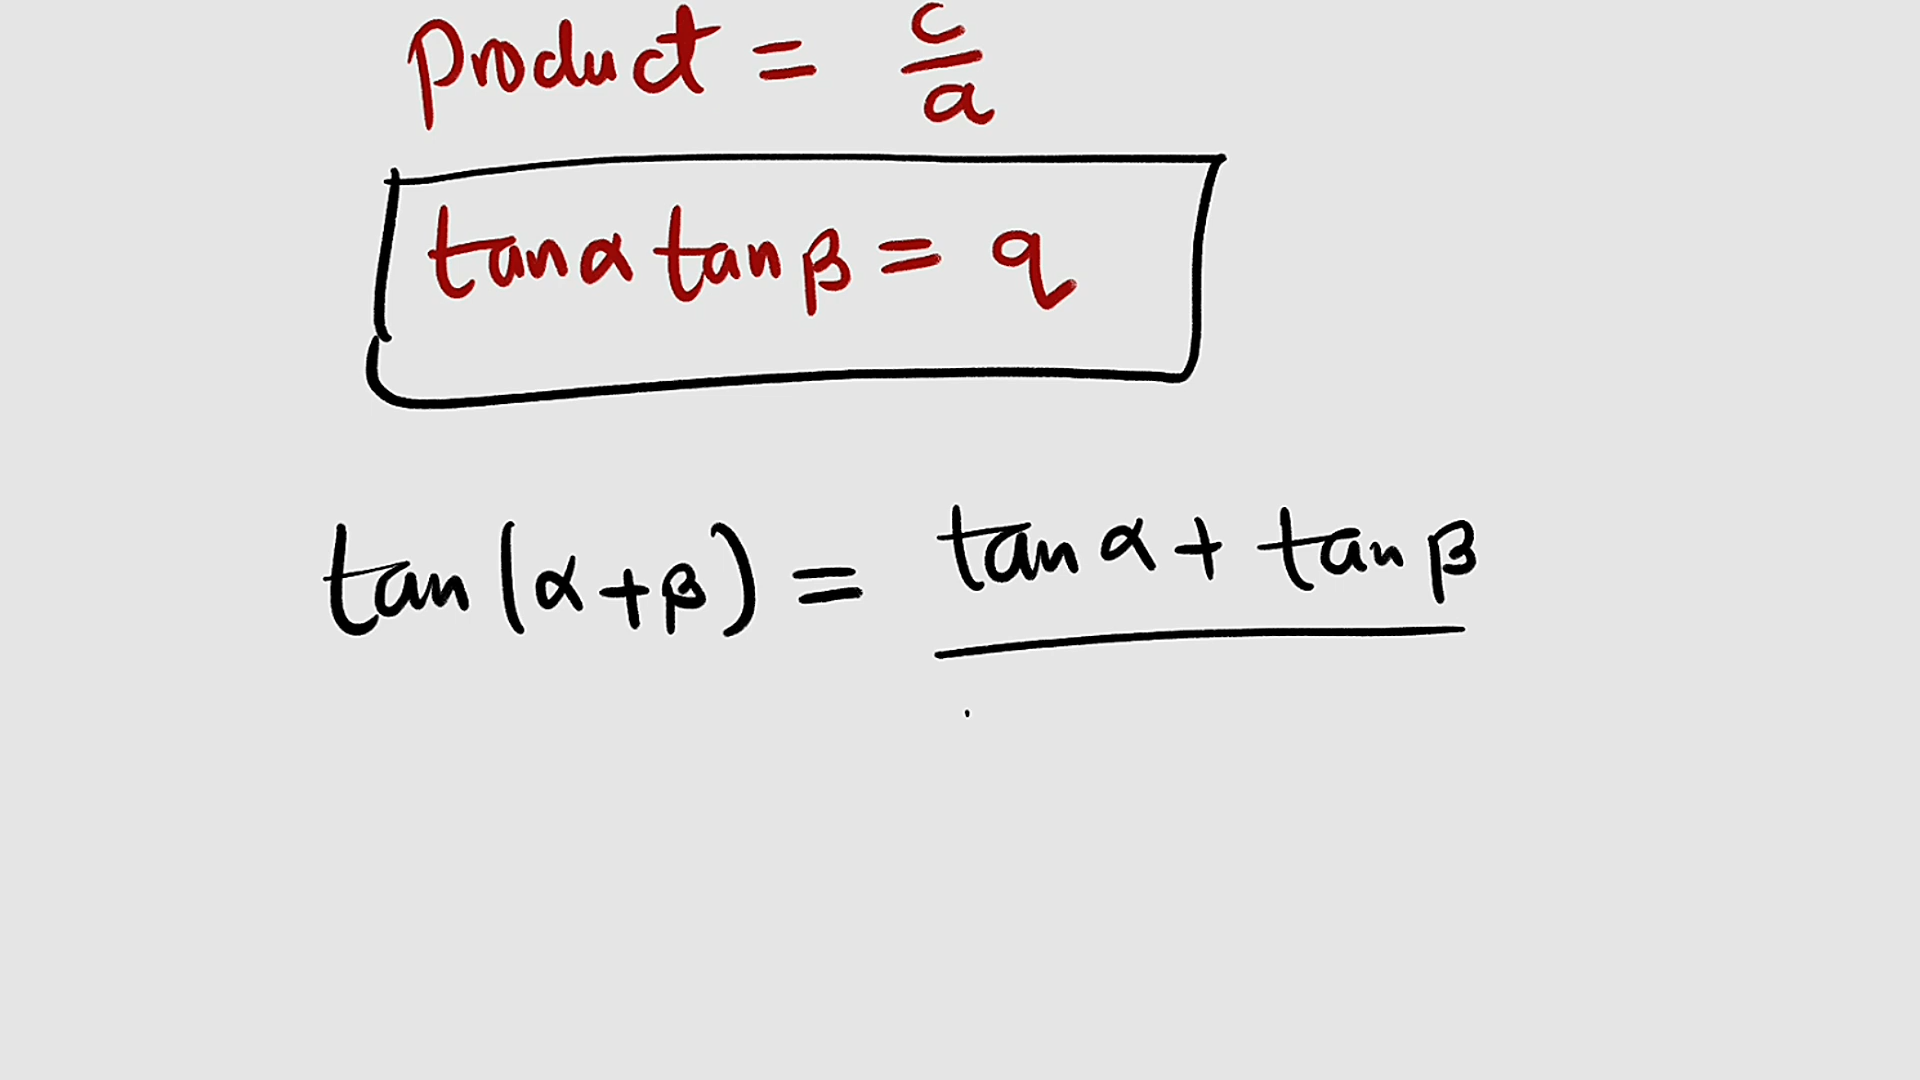 product = c/a
tan α tan β = q
tan (α + β) = tan α + tan β